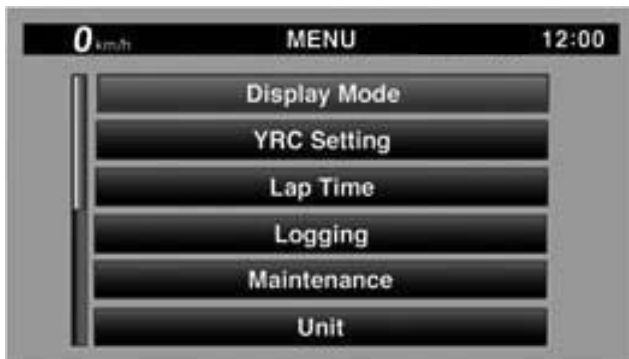 0 km/h MENU 12:00
Display Mode
YRC Setting
Lap Time
Logging
Maintenance
Unit